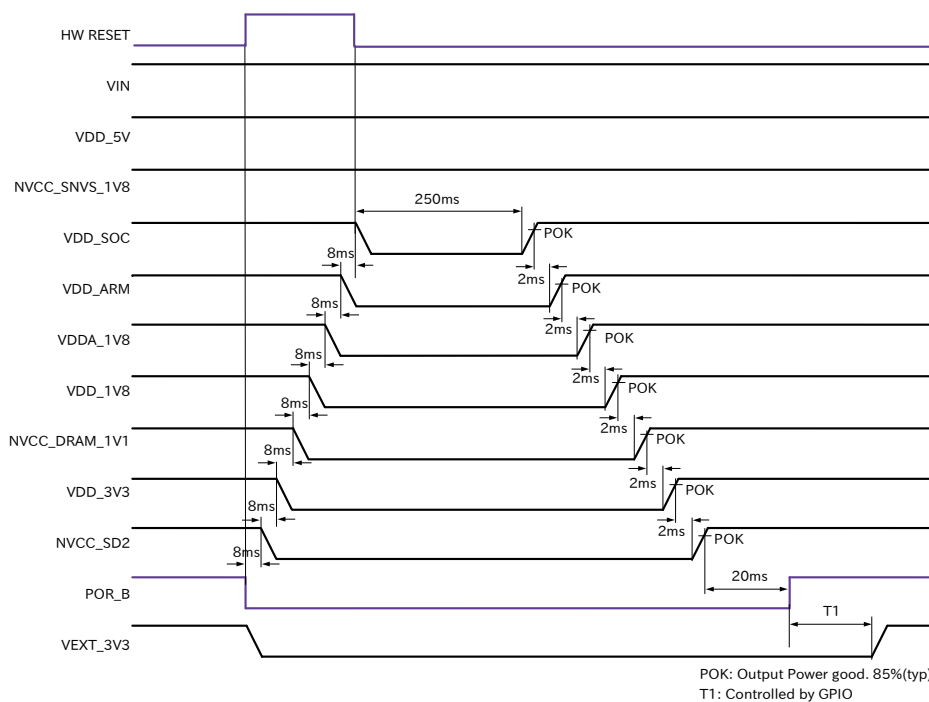 HW RESET
VIN
VDD_5V
NVCC_SNVS_1V8
250ms
VDD_SOC
POK
8ms
2ms
VDD_ARM
POK
8ms
2ms
VDDA_1V8
POK
8ms
2ms
VDD_1V8
POK
8ms
2ms
NVCC_DRAM_1V1
POK
8ms
2ms
VDD_3V3
POK
8ms
2ms
NVCC_SD2
POK
8ms
20ms
POR_B
T1
VEXT_3V3
POK: Output Power good. 85%(typ)
T1: Controlled by GPIO